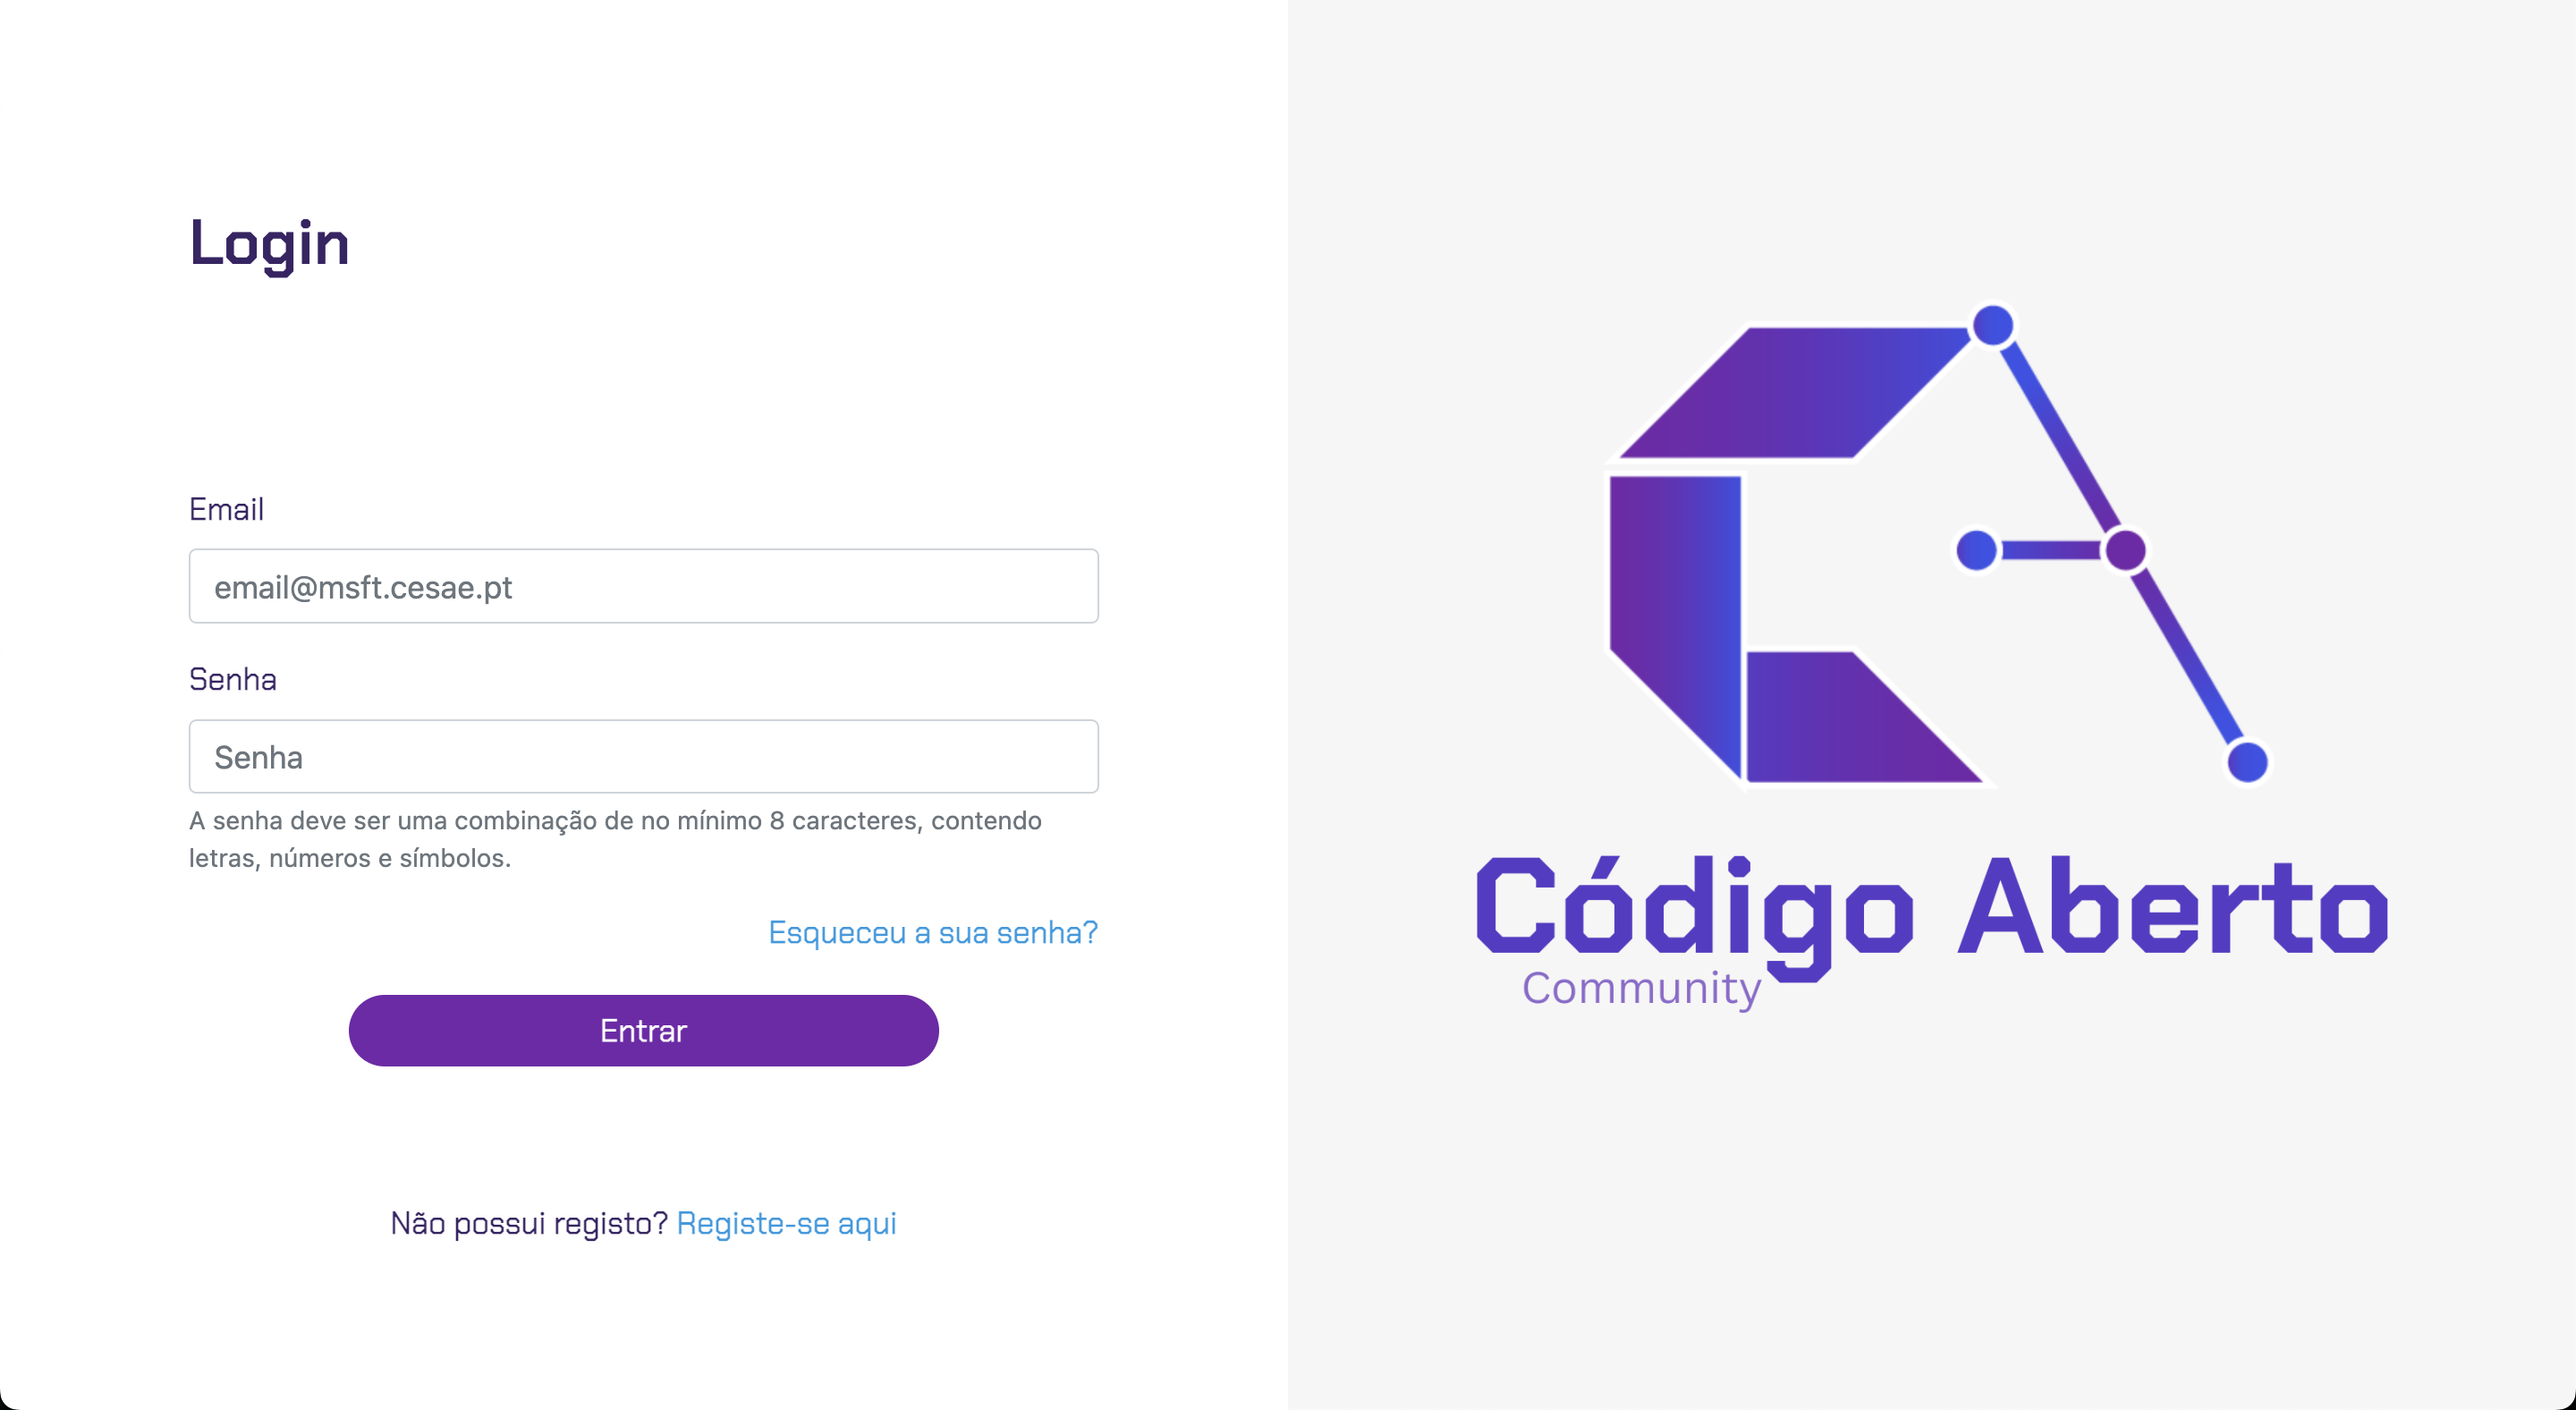 Login
Email
email@msft.cesae.pt
Senha
Senha
A senha deve ser uma combinação de no mínimo 8 caracteres, contendo
letras, números e símbolos.
Esqueceu a sua senha?
Entrar
Não possui registo? Registe-se aqui
Código Aberto
Community